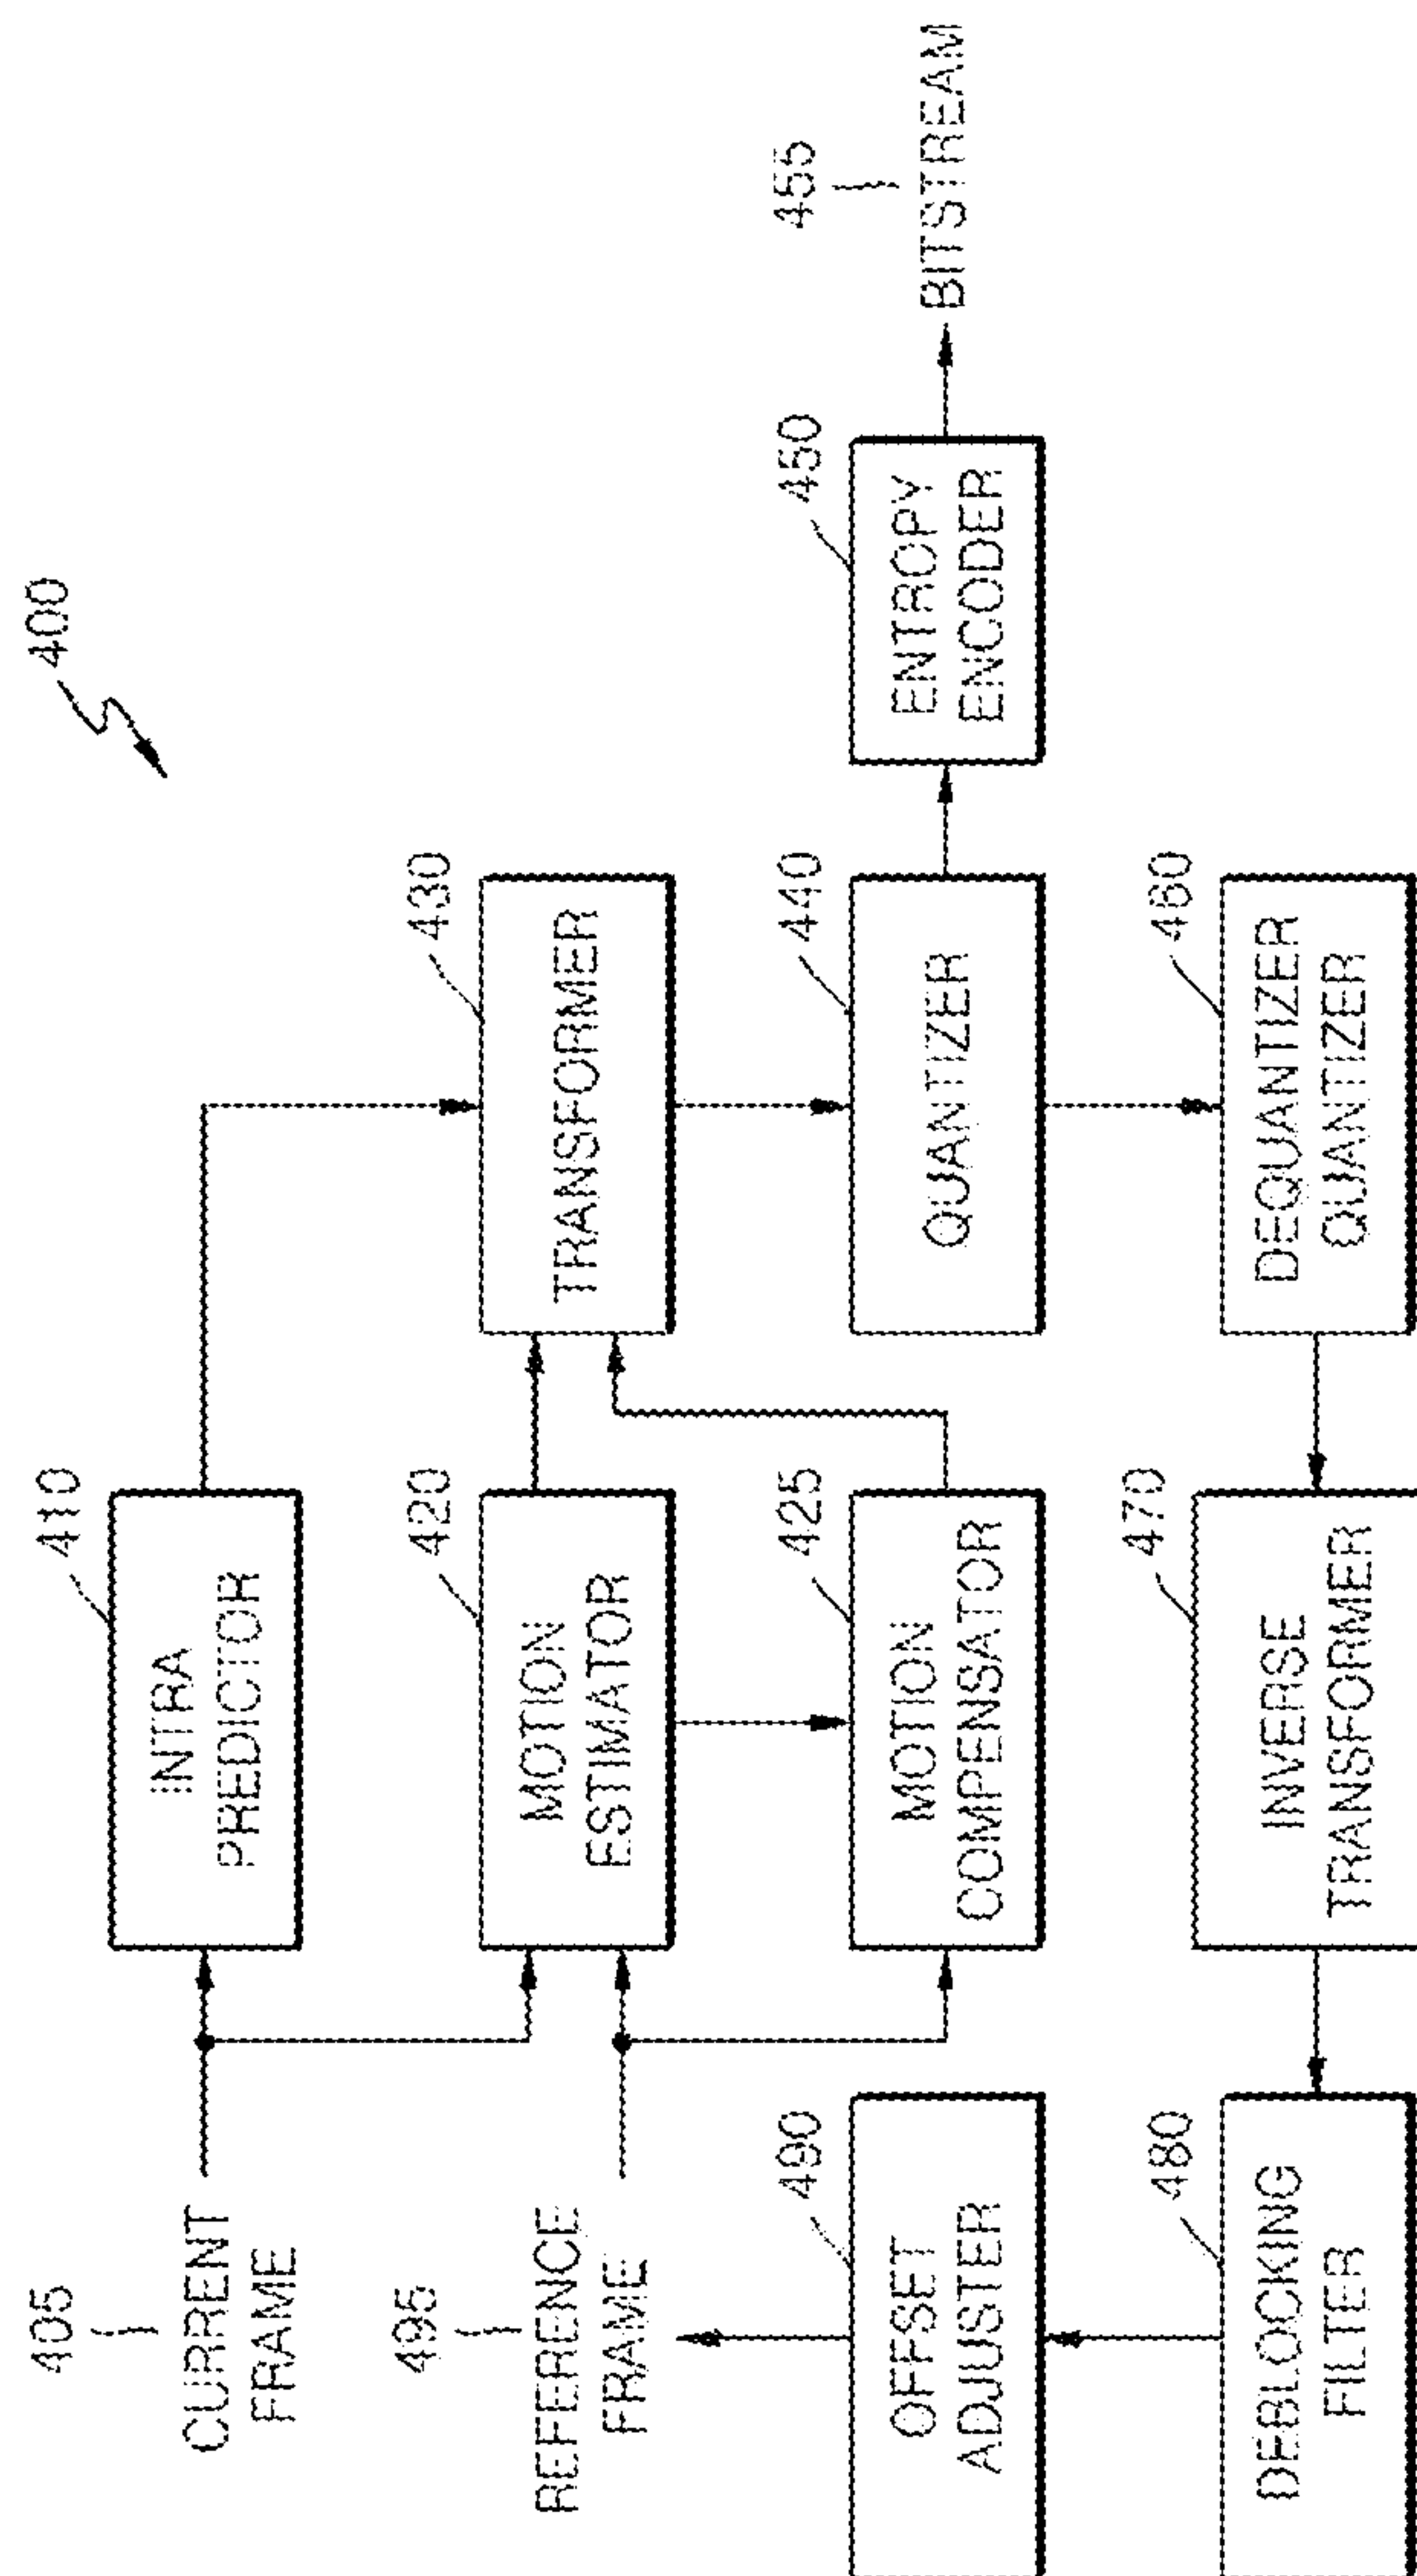 400
405
CURRENT
FRAME
410
INTRA
PREDICTOR
495
REFERENCE
FRAME
420
MOTION
ESTIMATOR
430
TRANSFORMER
490
OFFSET
ADJUSTER
425
MOTION
COMPENSATOR
440
QUANTIZER
450
ENTROPY
ENCODER
455
BITSTREAM
480
DEBLOCKING
FILTER
470
INVERSE
TRANSFORMER
460
DEQUANTIZER
QUANTIZER